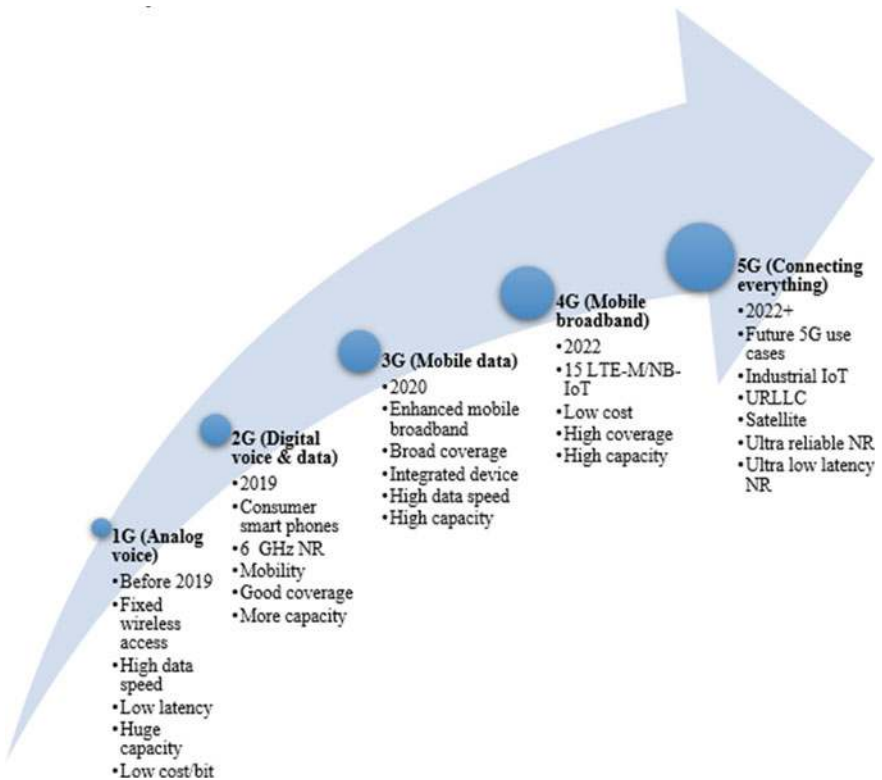 1G (Analog
voice)
•Before 2019
•Fixed
wireless
access
•High data
speed
•Low latency
•Huge
capacity
•Low cost/bit
2G (Digital
voice & data)
•2019
•Consumer
smart phones
•6 GHz NR
•Mobility
•Good coverage
•More capacity
3G (Mobile data)
•2020
•Enhanced mobile
broadband
•Broad coverage
•Integrated device
•High data speed
•High capacity
4G (Mobile
broadband)
•2022
•15 LTE-M/NB-
IoT
•Low cost
•High coverage
•High capacity
5G (Connecting
everything)
•2022+
•Future 5G use
cases
•Industrial IoT
•URLLC
•Satellite
•Ultra reliable NR
•Ultra low latency
NR